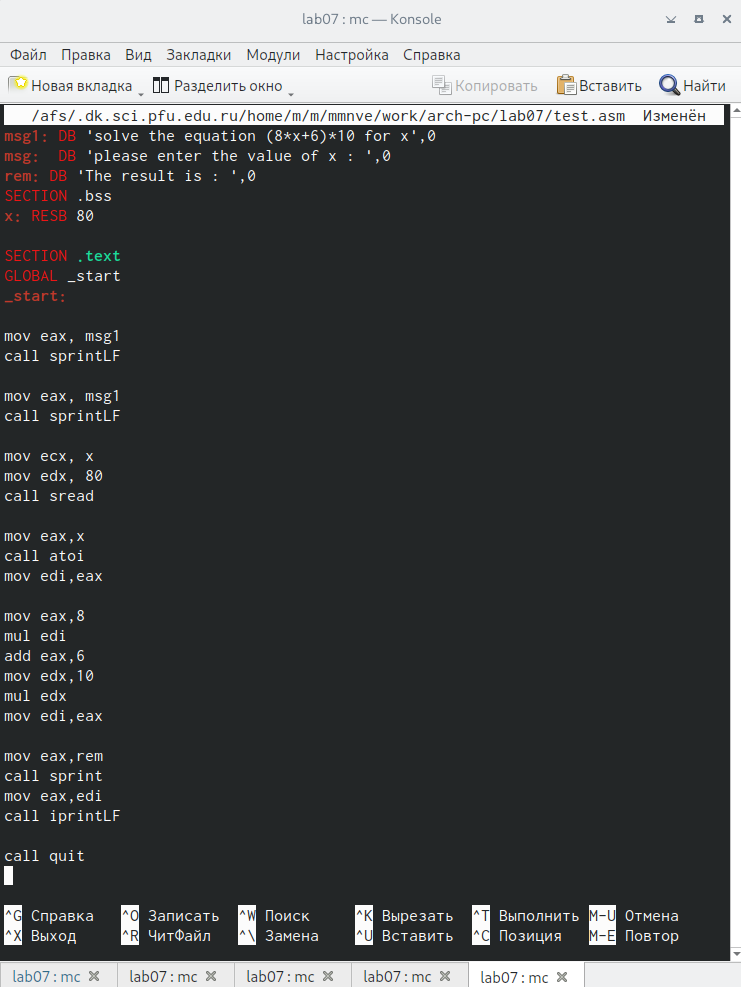 lab07 : mc — Konsole
Файл Правка Вид Закладки Модули Настройка Справка
Новая вкладка Разделить окно Копировать Вставить Найти
/afs/.dk.sci.pfu.edu.ru/home/m/m/mmnve/work/arch-pc/lab07/test.asm Изменён
msg1: DB 'solve the equation (8*x+6)*10 for x',0
msg: DB 'please enter the value of x : ',0
rem: DB 'The result is : ',0
SECTION .bss
x: RESB 80
SECTION .text
GLOBAL _start
_start:
mov eax, msg1
call sprintLF
mov eax, msg1
call sprintLF
mov ecx, x
mov edx, 80
call sread
mov eax,x
call atoi
mov edi,eax
mov eax,8
mul edi
add eax,6
mov edx,10
mul edx
mov edi,eax
mov eax,rem
call sprint
mov eax,edi
call iprintLF
call quit
^G Справка ^O Записать ^W Поиск ^K Вырезать ^T Выполнить M-U Отмена
^X Выход ^R ЧитФайл ^\ Замена ^U Вставить ^C Позиция M-E Повтор
lab07 : mc lab07 : mc lab07 : mc lab07 : mc lab07 : mc